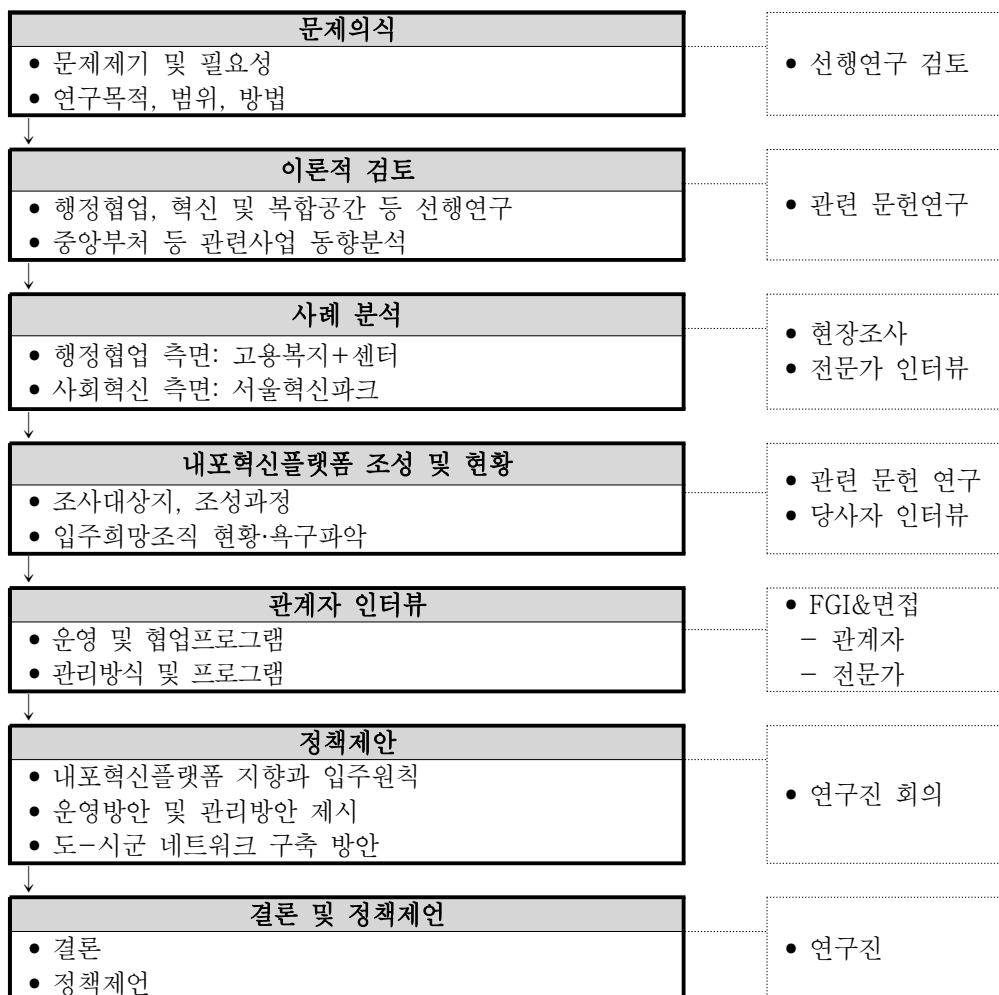 문제의식
• 문제제기 및 필요성
• 연구목적, 범위, 방법
• 선행연구 검토
↓
이론적 검토
• 행정협업, 혁신 및 복합공간 등 선행연구
• 중앙부처 등 관련사업 동향분석
• 관련 문헌연구
↓
사례 분석
• 행정협업 측면: 고용복지+센터
• 사회혁신 측면: 서울혁신파크
• 현장조사
• 전문가 인터뷰
↓
내포혁신플랫폼 조성 및 현황
• 조사대상지, 조성과정
• 입주희망조직 현황·욕구파악
• 관련 문헌 연구
• 당사자 인터뷰
↓
관계자 인터뷰
• 운영 및 협업프로그램
• 관리방식 및 프로그램
• FGI&면접
- 관계자
- 전문가
↓
정책제안
• 내포혁신플랫폼 지향과 입주원칙
• 운영방안 및 관리방안 제시
• 도-시군 네트워크 구축 방안
• 연구진 회의
↓
결론 및 정책제언
• 결론
• 정책제언
• 연구진